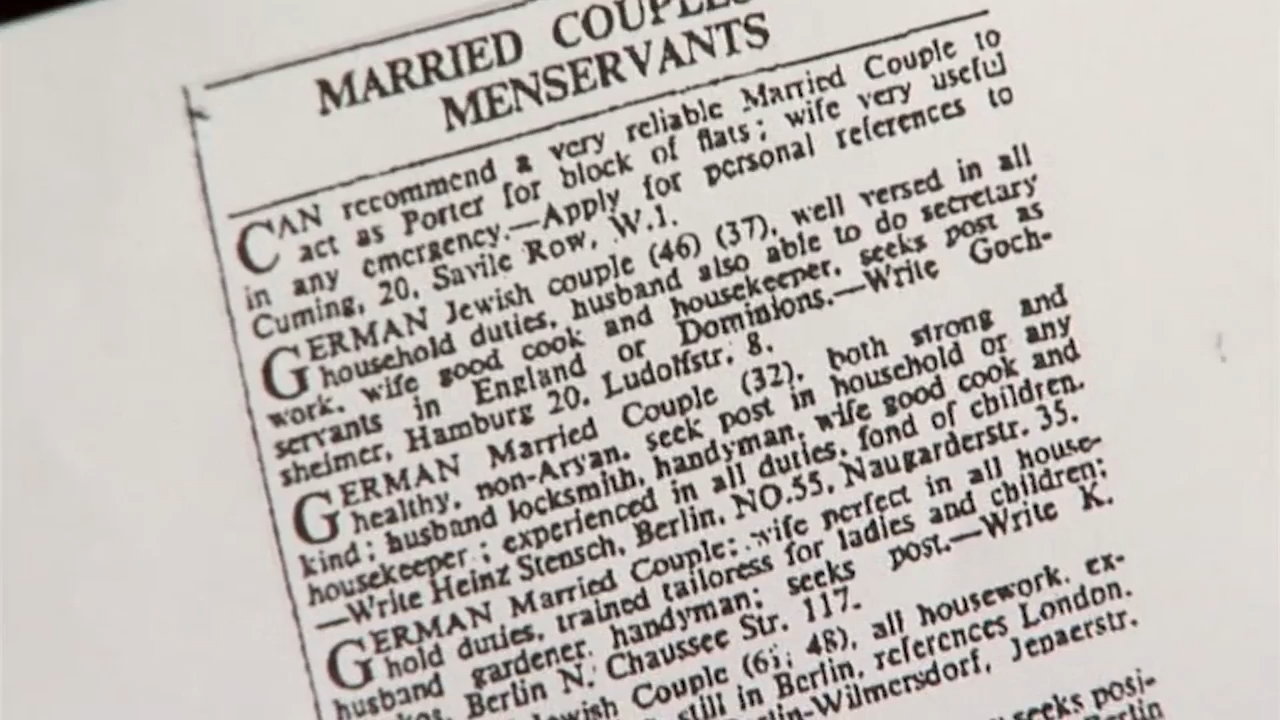 MARRIED COUPLES
MENSERVANTS
CAN recommend a very reliable Married Couple to
act as Porter for block of flats; wife very useful
in any emergency.—Apply for personal references to
Cuming, 20, Savile Row, W.1.
GERMAN Jewish couple (46) (37), well versed in all
household duties, husband also able to do secretary
work, wife good cook and housekeeper, seeks post as
servants in England or Dominions.—Write Goch-
sheimer, Hamburg 20, Ludolfstr. 8.
GERMAN Married Couple (32), both strong and
healthy, non-Aryan, seek post in household or any
kind; husband locksmith, handyman, wife good cook and
housekeeper; experienced in all duties, fond of children.
—Write Heinz Stensch, Berlin, NO.55, Naugarderstr. 35.
GERMAN Married Couple; wife perfect in all house-
hold duties, trained tailoress for ladies and children;
husband gardener, handyman; seeks post.—Write K.
Berlin N. Chaussee Str. 117.
Couple (61; 48), all housework, ex-
still in Berlin, references London.
Jenaerstr.
seeks posi-